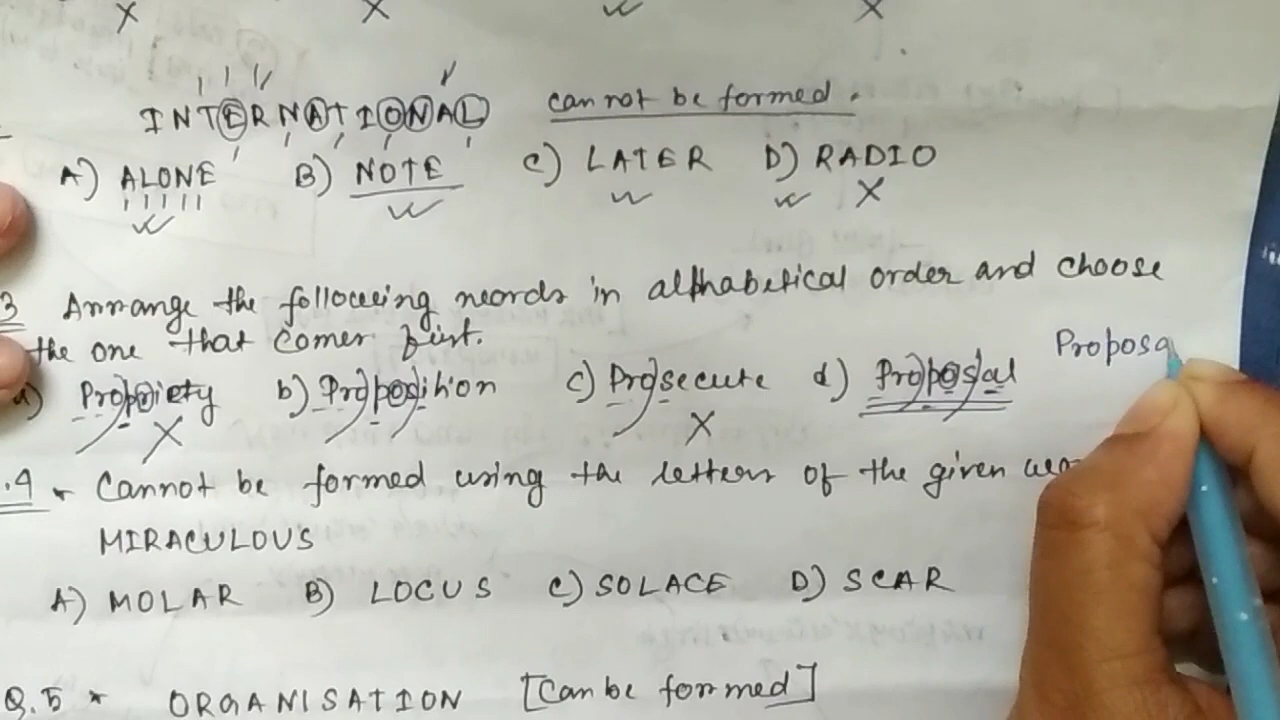 INTERNATIONAL cannot be formed.
A) ALONE B) NOTE C) LATER D) RADIO
3 Arrange the following words in alphabetical order and choose
the one that comes first.
a) Propriety b) Proposition c) Prosecute d) Proposal Proposa
.4 Cannot be formed using the letters of the given
MIRACULOUS
A) MOLAR B) LOCUS C) SOLACE D) SCAR
Q.5 * ORGANISATION [Can be formed]